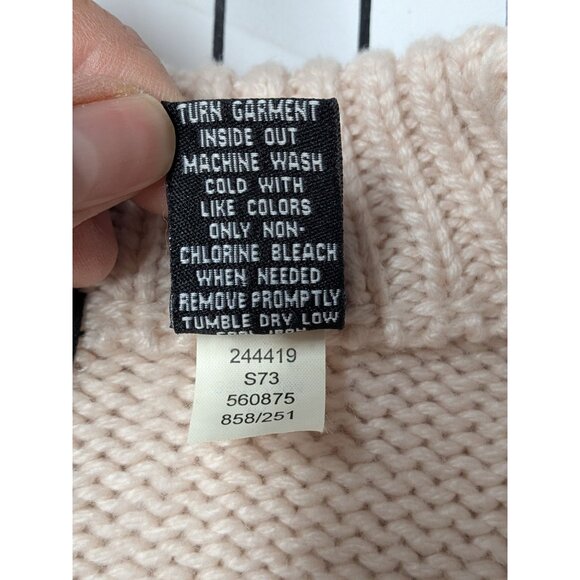 TURN GARMENT
INSIDE OUT
MACHINE WASH
COLD WITH
LIKE COLORS
ONLY NON-
CHLORINE BLEACH
WHEN NEEDED
REMOVE PROMPTLY
TUMBLE DRY LOW
244419
S73
560875
858/251